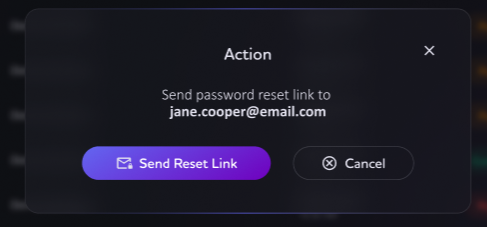 Action
Send password reset link to
jane.cooper@email.com
Send Reset Link
Cancel